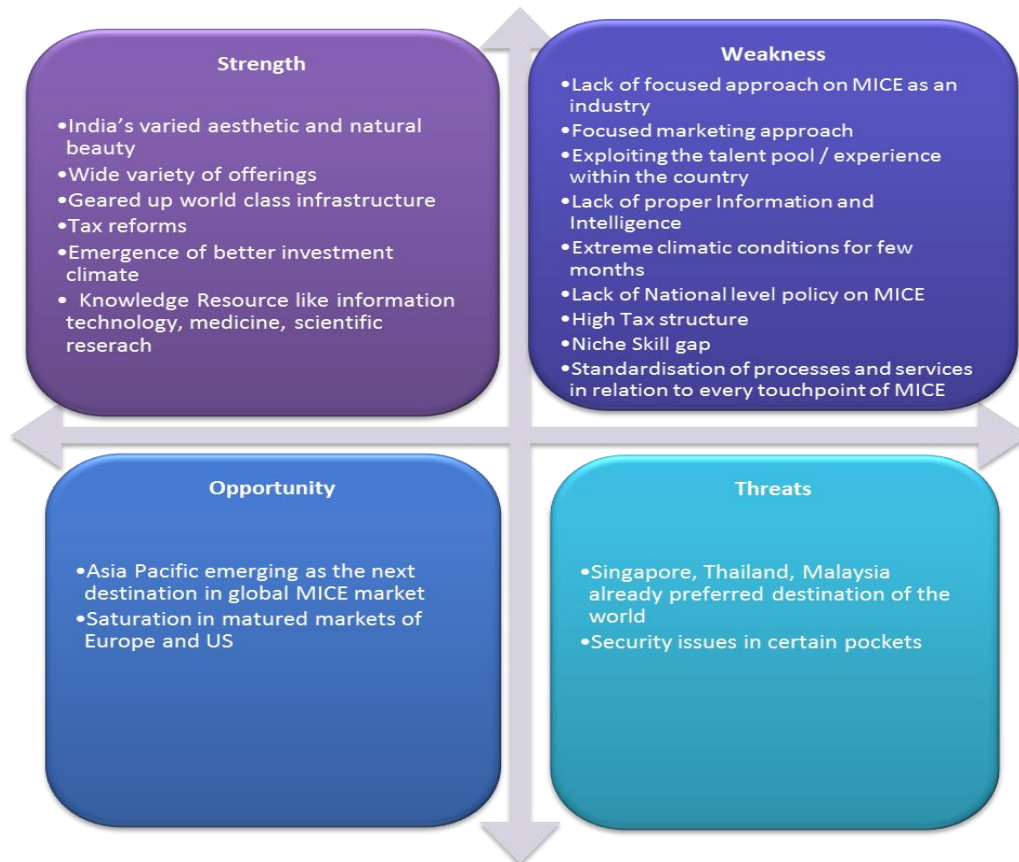 Strength
•India’s varied aesthetic and natural
beauty
•Wide variety of offerings
•Geared up world class infrastructure
•Tax reforms
•Emergence of better investment
climate
• Knowledge Resource like information
technology, medicine, scientific
reserach
Weakness
•Lack of focused approach on MICE as an
industry
•Focused marketing approach
•Exploiting the talent pool / experience
within the country
•Lack of proper Information and
Intelligence
•Extreme climatic conditions for few
months
•Lack of National level policy on MICE
•High Tax structure
•Niche Skill gap
•Standardisation of processes and services
in relation to every touchpoint of MICE
Opportunity
•Asia Pacific emerging as the next
destination in global MICE market
•Saturation in matured markets of
Europe and US
Threats
•Singapore, Thailand, Malaysia
already preferred destination of the
world
•Security issues in certain pockets